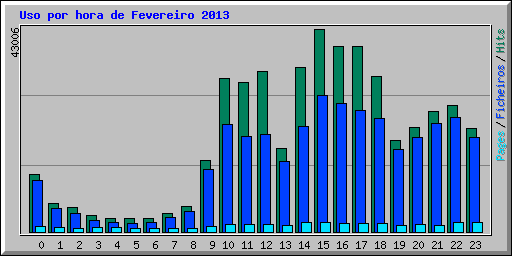 Uso por hora de Fevereiro 2013
43006
Pages / Ficheiros / Hits
0 1 2 3 4 5 6 7 8 9 10 11 12 13 14 15 16 17 18 19 20 21 22 23